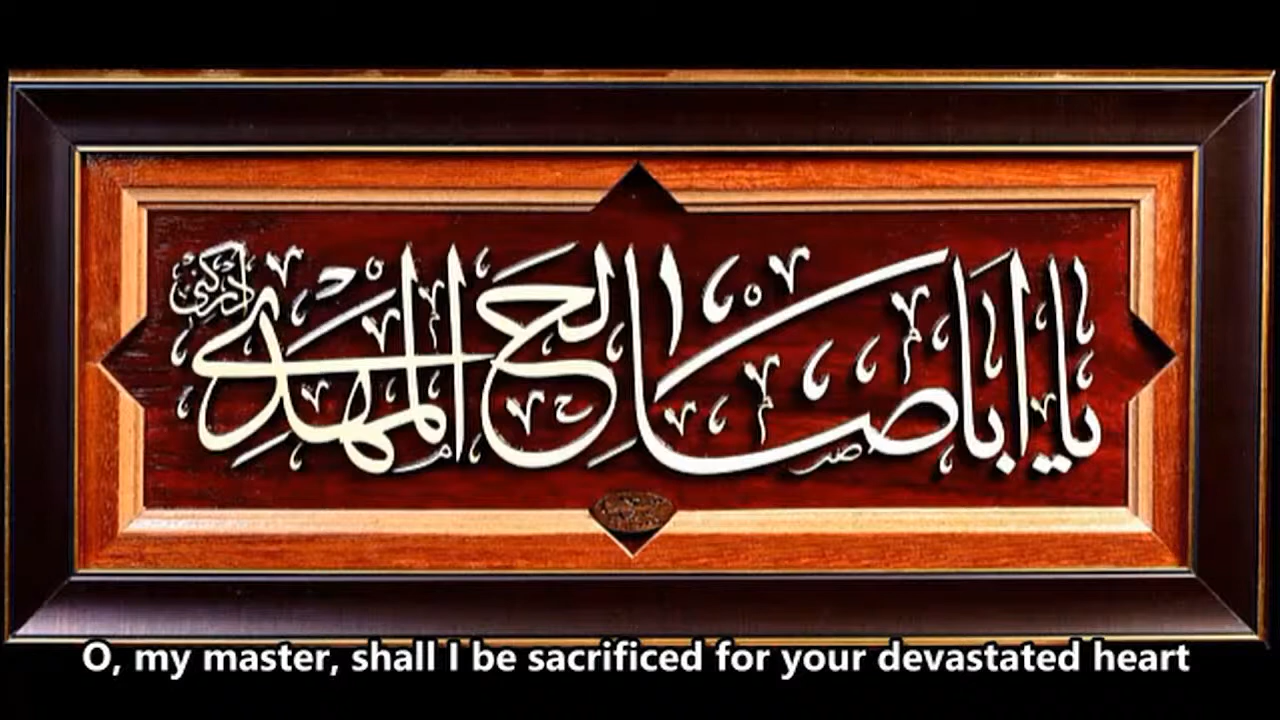 يا ابا صالح المهدي ادركني
O, my master, shall I be sacrificed for your devastated heart